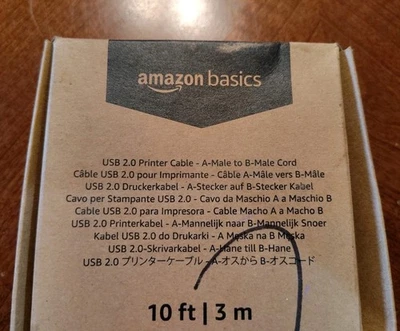 amazon basics
USB 2.0 Printer Cable - A-Male to B-Male Cord
Câble USB 2.0 pour Imprimante - Câble A-Mâle vers B-Mâle
USB 2.0 Druckerkabel - A-Stecker auf B-Stecker Kabel
Cavo per Stampante USB 2.0 - Cavo da Maschio A a Maschio B
Cable USB 2.0 para Impresora - Cable Macho A a Macho B
USB 2.0 Printerkabel - A-Mannelijk naar B-Mannelijk Snoer
Kabel USB 2.0 do Drukarki - A Męska na B Męska
USB 2.0-Skrivarkabel - A-Hane till B-Hane
USB 2.0 プリンターケーブル - A-オスから B-オスコード
10 ft | 3 m